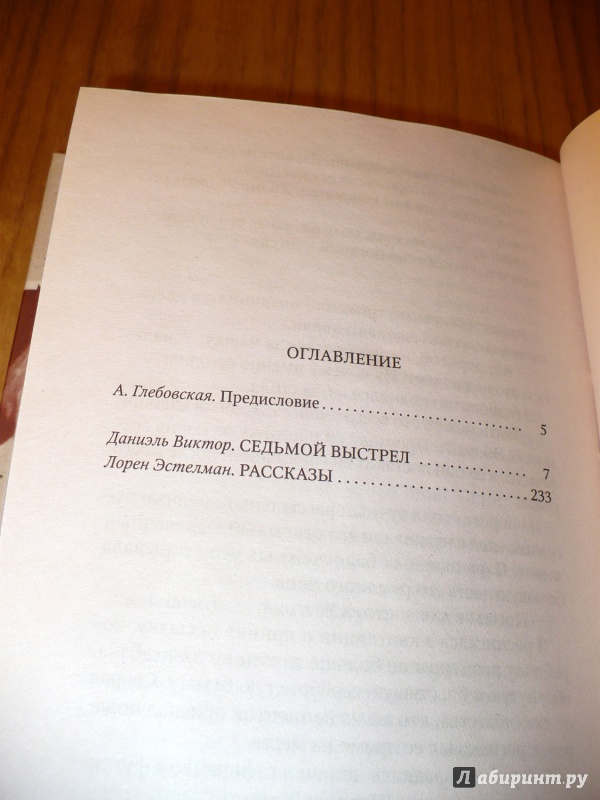 ОГЛАВЛЕНИЕ
А. Глебовская. Предисловие . . . . . . . . . . . . . . . . . . . . . . . . . . 5
Даниэль Виктор. СЕДЬМОЙ ВЫСТРЕЛ . . . . . . . . . . . . . . 7
Лорен Эстелман. РАССКАЗЫ . . . . . . . . . . . . . . . . . . . . . . . . 233
Лабиринт.ру